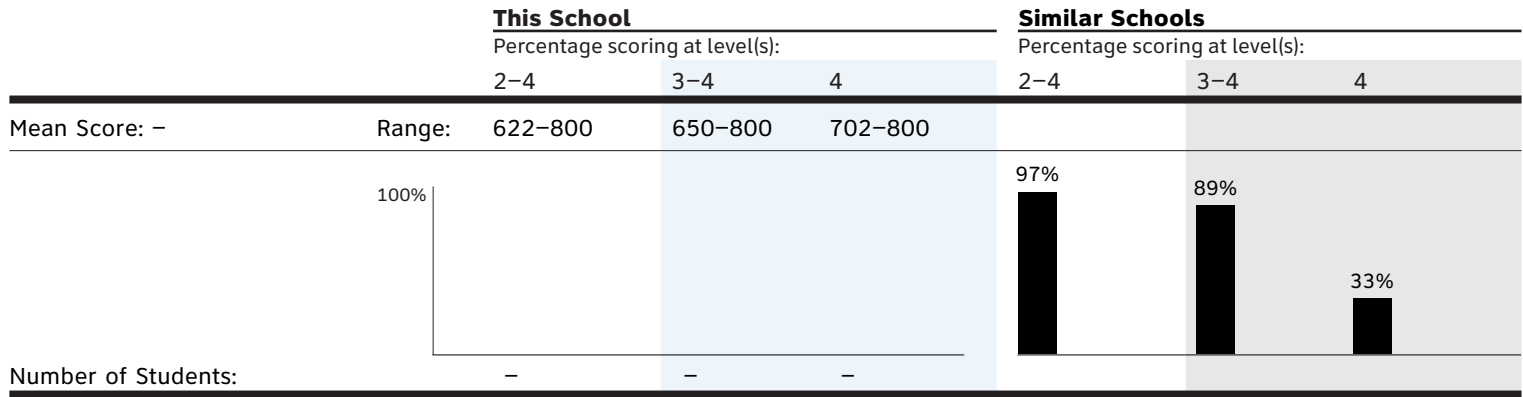 This School Similar Schools
Percentage scoring at level(s): Percentage scoring at level(s):
2–4 3–4 4 2–4 3–4 4
Mean Score: – Range: 622–800 650–800 702–800
97%
89%
100%
33%
Number of Students: – – –